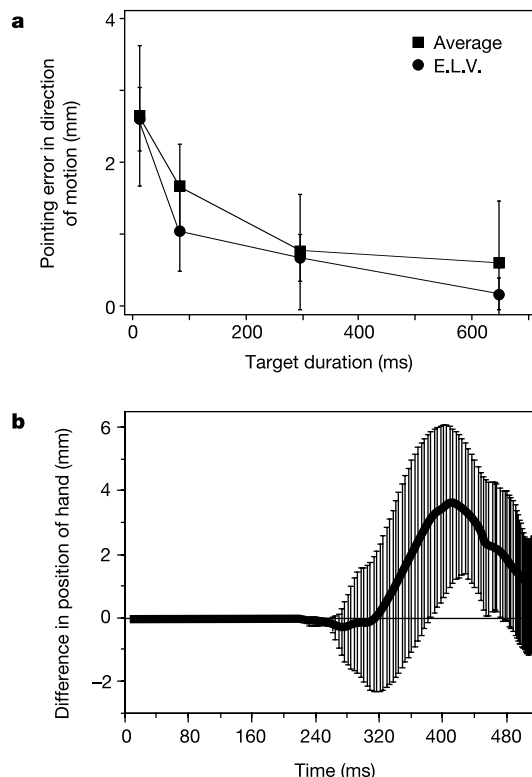 a
4
2
0
Pointing error in direction
of motion (mm)
Average
E.L.V.
0
200
400
600
Target duration (ms)
b
6
4
2
0
−2
Difference in position of hand (mm)
0
80
160
240
320
400
480
Time (ms)